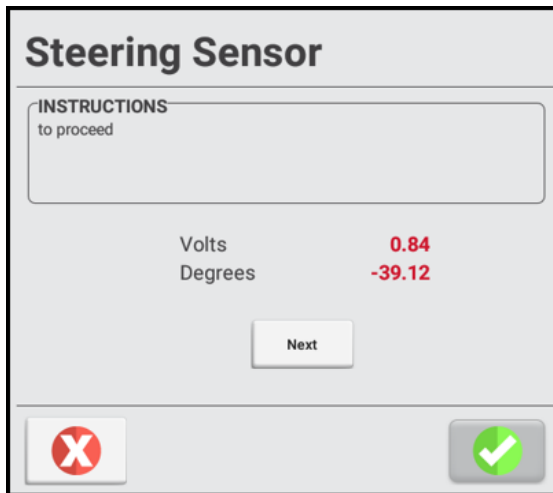 Steering Sensor
INSTRUCTIONS
to proceed
Volts 0.84
Degrees -39.12
Next